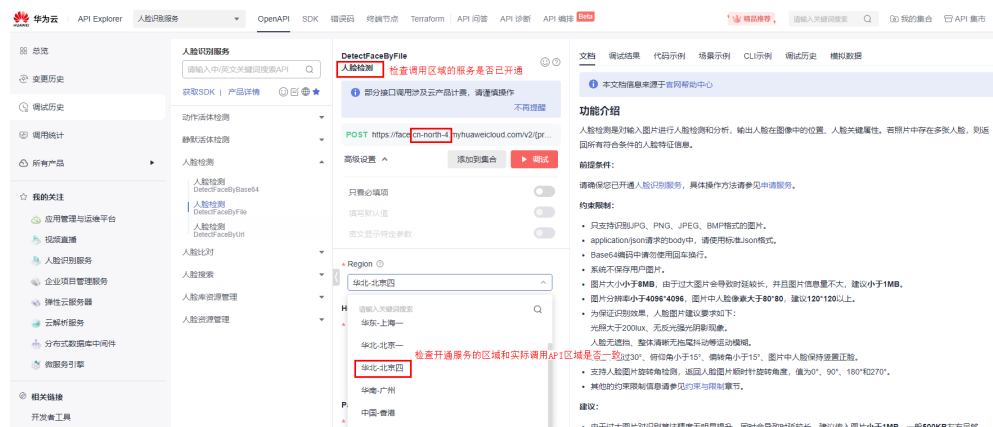 华为云 API Explorer 人脸识别服务 OpenAPI SDK 错误码 终端节点 Terraform API 问答 API 诊断 API 编排 Beta 精品推荐 请输入关键词搜索 我的集合 API 集市
总览
变更历史
调试历史
调用统计
所有产品
我的关注
应用管理与运维平台
视频直播
人脸识别服务
企业项目管理服务
弹性云服务器
云解析服务
分布式数据库中间件
微服务引擎
相关链接
开发者工具
人脸识别服务
请输入中/英文关键词搜索API
获取SDK | 产品详情
动作活体检测
静默活体检测
人脸检测
人脸检测
DetectFaceByBase64
人脸检测
DetectFaceByFile
人脸检测
DetectFaceByUrl
人脸比对
人脸搜索
人脸库资源管理
人脸资源管理
DetectFaceByFile
人脸检测 检查调用区域的服务是否已开通
部分接口调用涉及云产品计费，请谨慎操作
不再提醒
POST https://face.cn-north-4.myhuaweicloud.com/v2/{pr...
高级设置 添加到集合 调试
只看必填项
填写默认值
密文显示特定参数
* Region
华北-北京四
请输入关键词搜索
华东-上海一
华北-北京一
检查开通服务的区域和实际调用API区域是否一致
华北-北京四
华南-广州
中国-香港
文档 调试结果 代码示例 场景示例 CLI示例 调试历史 模拟数据
本文档信息来源于官网帮助中心
功能介绍
人脸检测是对输入图片进行人脸检测和分析，输出人脸在图像中的位置、人脸关键属性。若照片中存在多张人脸，则返
回所有符合条件的人脸特征信息。
前提条件：
请确保您已开通人脸识别服务，具体操作方法请参见申请服务。
约束限制：
• 只支持识别JPG、PNG、JPEG、BMP格式的图片。
• application/json请求的body中，请使用标准Json格式。
• Base64编码中请勿使用回车换行。
• 系统不保存用户图片。
• 图片大小小于8MB，由于过大图片会导致时延较长，并且图片信息量不大，建议小于1MB。
• 图片分辨率小于4096*4096，图片中人脸像素大于80*80，建议120*120以上。
• 为保证识别效果，人脸图片建议要求如下：
光照大于200lux、无反光强光阴影现象。
人脸无遮挡、整体清晰无拖尾抖动等运动模糊。
过30°、俯仰角小于15°、偏转角小于15°、图片中人脸保持竖置正脸。
• 支持人脸图片旋转角检测，返回人脸图片顺时针旋转角度，值为0°、90°、180°和270°。
• 其他的约束限制信息请参见约束与限制章节。
建议：